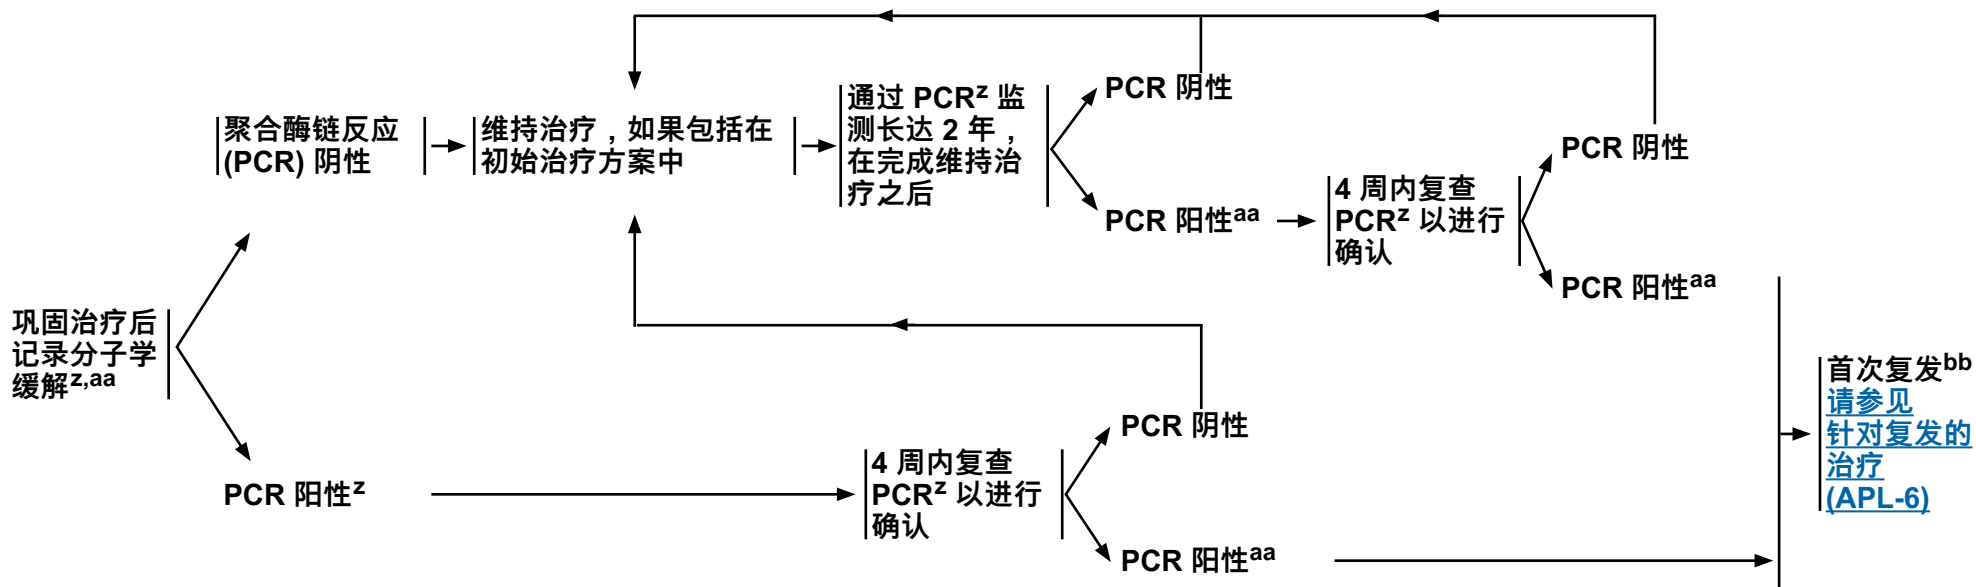 巩固治疗后
记录分子学
缓解z,aa
聚合酶链反应
(PCR) 阴性
维持治疗，如果包括在
初始治疗方案中
通过 PCRz 监
测长达 2 年，
在完成维持治
疗之后
PCR 阴性
PCR 阳性aa
4 周内复查
PCRz 以进行
确认
PCR 阴性
PCR 阳性aa
PCR 阳性z
4 周内复查
PCRz 以进行
确认
PCR 阴性
PCR 阳性aa
首次复发bb
请参见
针对复发的
治疗
(APL-6)